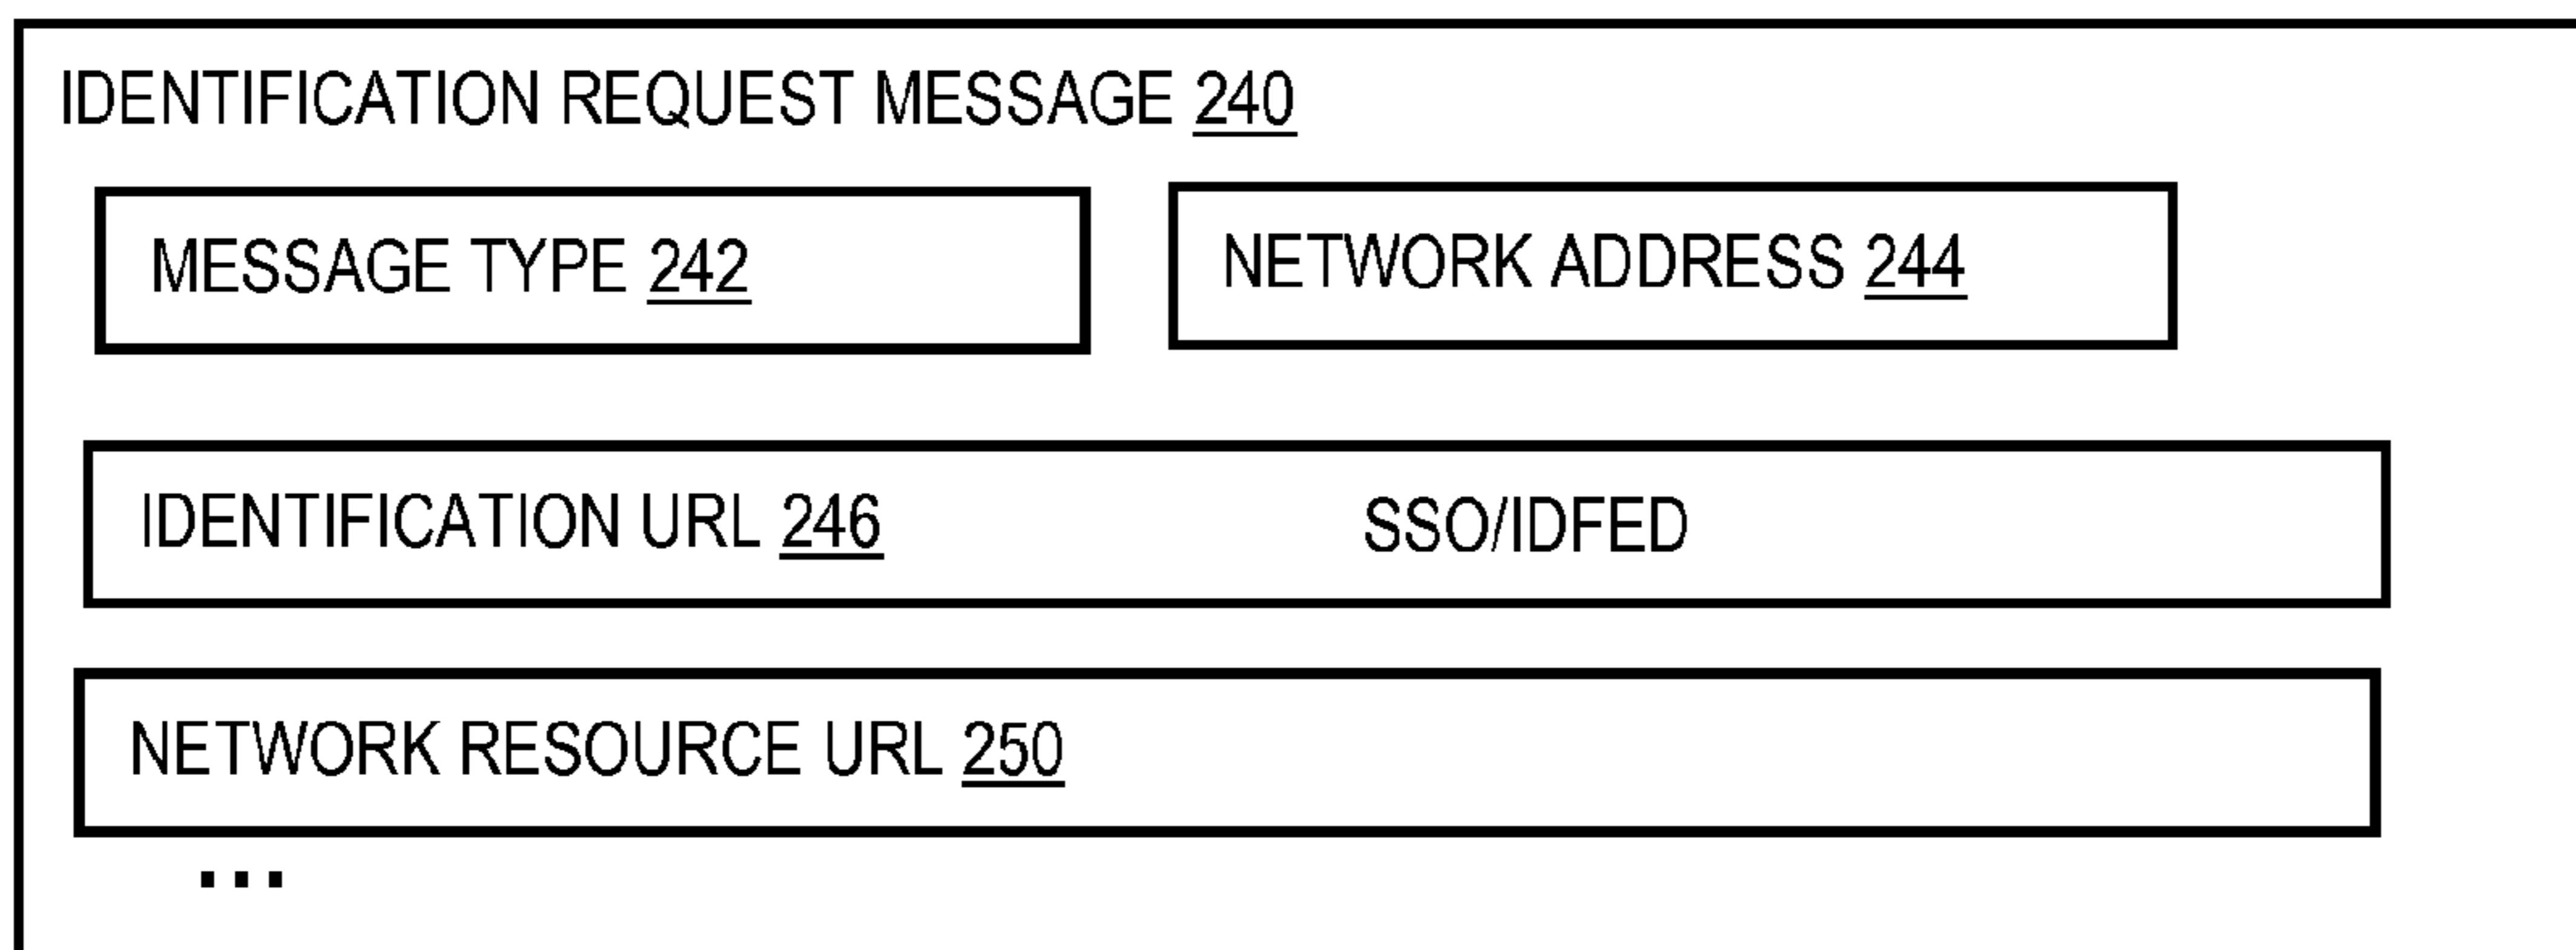 IDENTIFICATION REQUEST MESSAGE 240
MESSAGE TYPE 242
NETWORK ADDRESS 244
IDENTIFICATION URL 246 SSO/IDFED
NETWORK RESOURCE URL 250
...